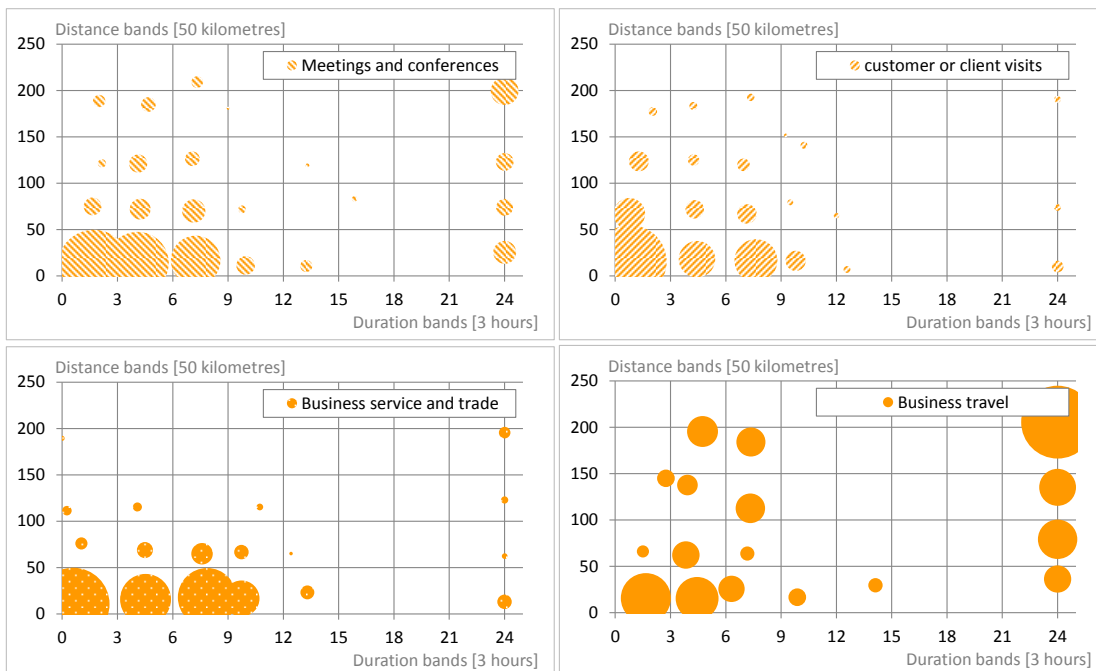 Distance bands [50 kilometres]
250
Meetings and conferences
200
150
100
50
0
0 3 6 9 12 15 18 21 24
Duration bands [3 hours]
Distance bands [50 kilometres]
250
customer or client visits
200
150
100
50
0
0 3 6 9 12 15 18 21 24
Duration bands [3 hours]
Distance bands [50 kilometres]
250
Business service and trade
200
150
100
50
0
0 3 6 9 12 15 18 21 24
Duration bands [3 hours]
Distance bands [50 kilometres]
250
Business travel
200
150
100
50
0
0 3 6 9 12 15 18 21 24
Duration bands [3 hours]